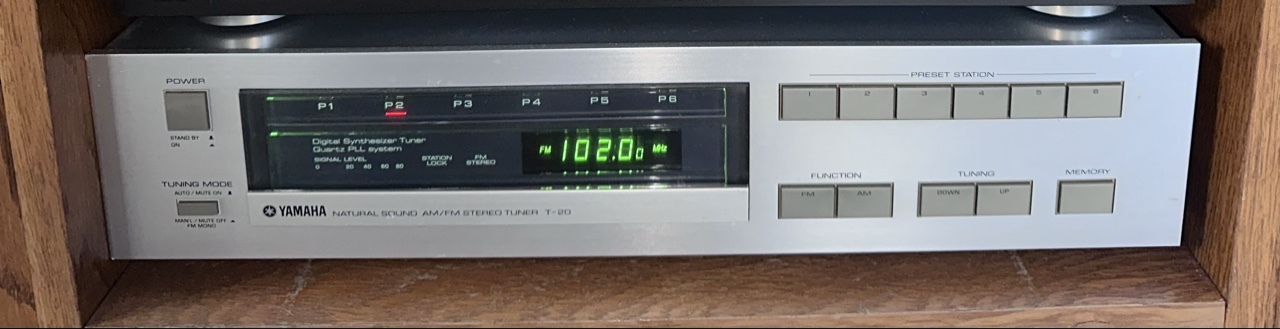 POWER
STAND BY
ON
TUNING MODE
AUTO / MUTE ON
MAN'L / MUTE OFF
FM MONO
P1 P2 P3 P4 P5 P6
Digital Synthesizer Tuner
Quartz PLL system
SIGNAL LEVEL
0 20 40 60 80
STATION LOCK
FM STEREO
FM 102.00 MHz
YAMAHA NATURAL SOUND AM/FM STEREO TUNER T-20
PRESET STATION
1 2 3 4 5 6
FUNCTION
FM AM
TUNING
DOWN UP
MEMORY